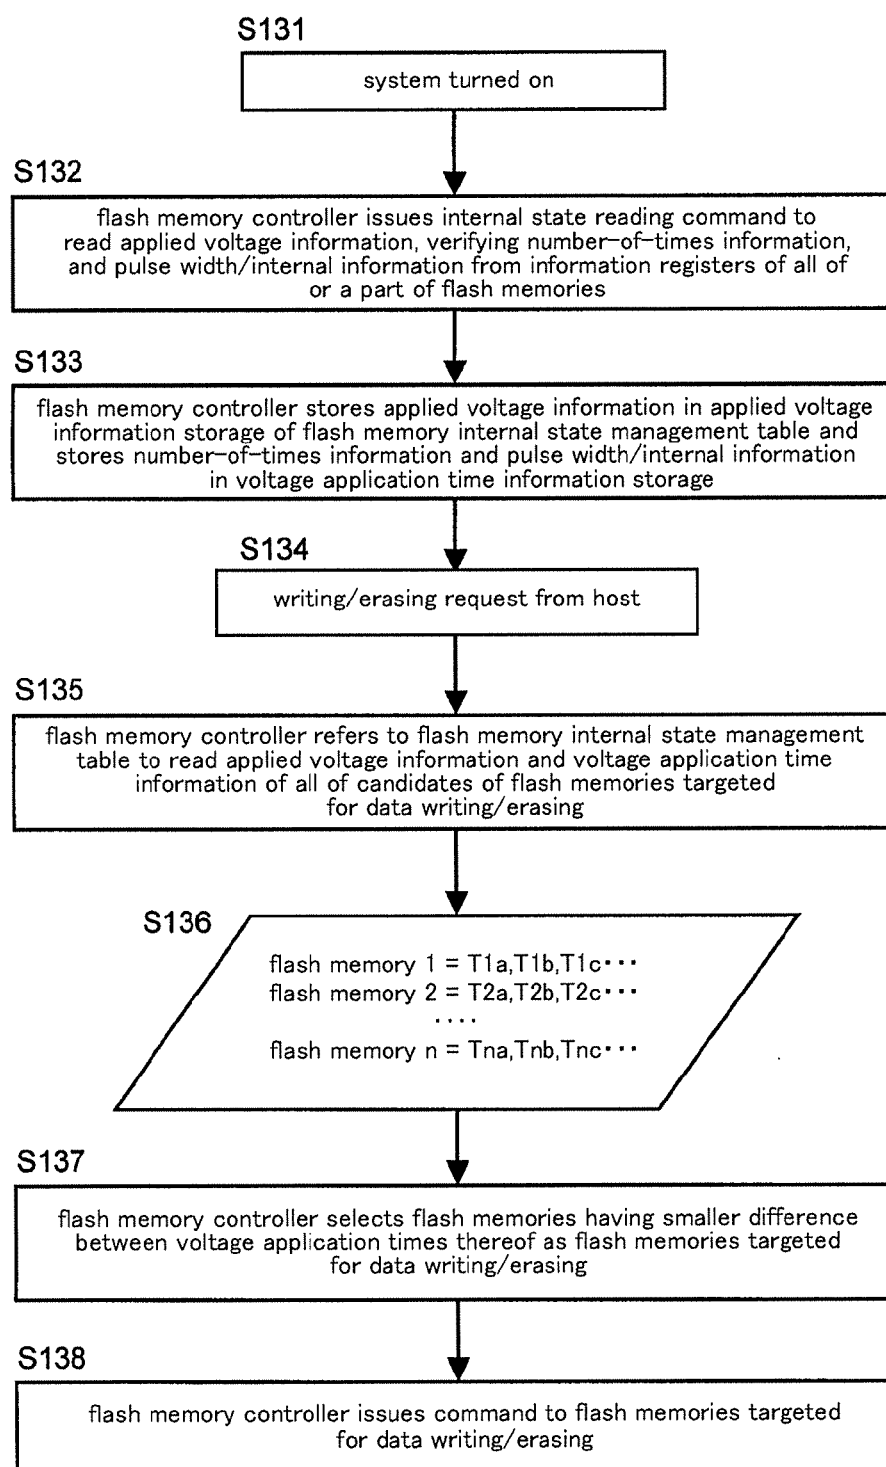 S131
system turned on
S132
flash memory controller issues internal state reading command to
read applied voltage information, verifying number-of-times information,
and pulse width/internal information from information registers of all of
or a part of flash memories
S133
flash memory controller stores applied voltage information in applied voltage
information storage of flash memory internal state management table and
stores number-of-times information and pulse width/internal information
in voltage application time information storage
S134
writing/erasing request from host
S135
flash memory controller refers to flash memory internal state management
table to read applied voltage information and voltage application time
information of all of candidates of flash memories targeted
for data writing/erasing
S136
flash memory 1 = T1a,T1b,T1c···
flash memory 2 = T2a,T2b,T2c···
····
flash memory n = Tna,Tnb,Tnc···
S137
flash memory controller selects flash memories having smaller difference
between voltage application times thereof as flash memories targeted
for data writing/erasing
S138
flash memory controller issues command to flash memories targeted
for data writing/erasing